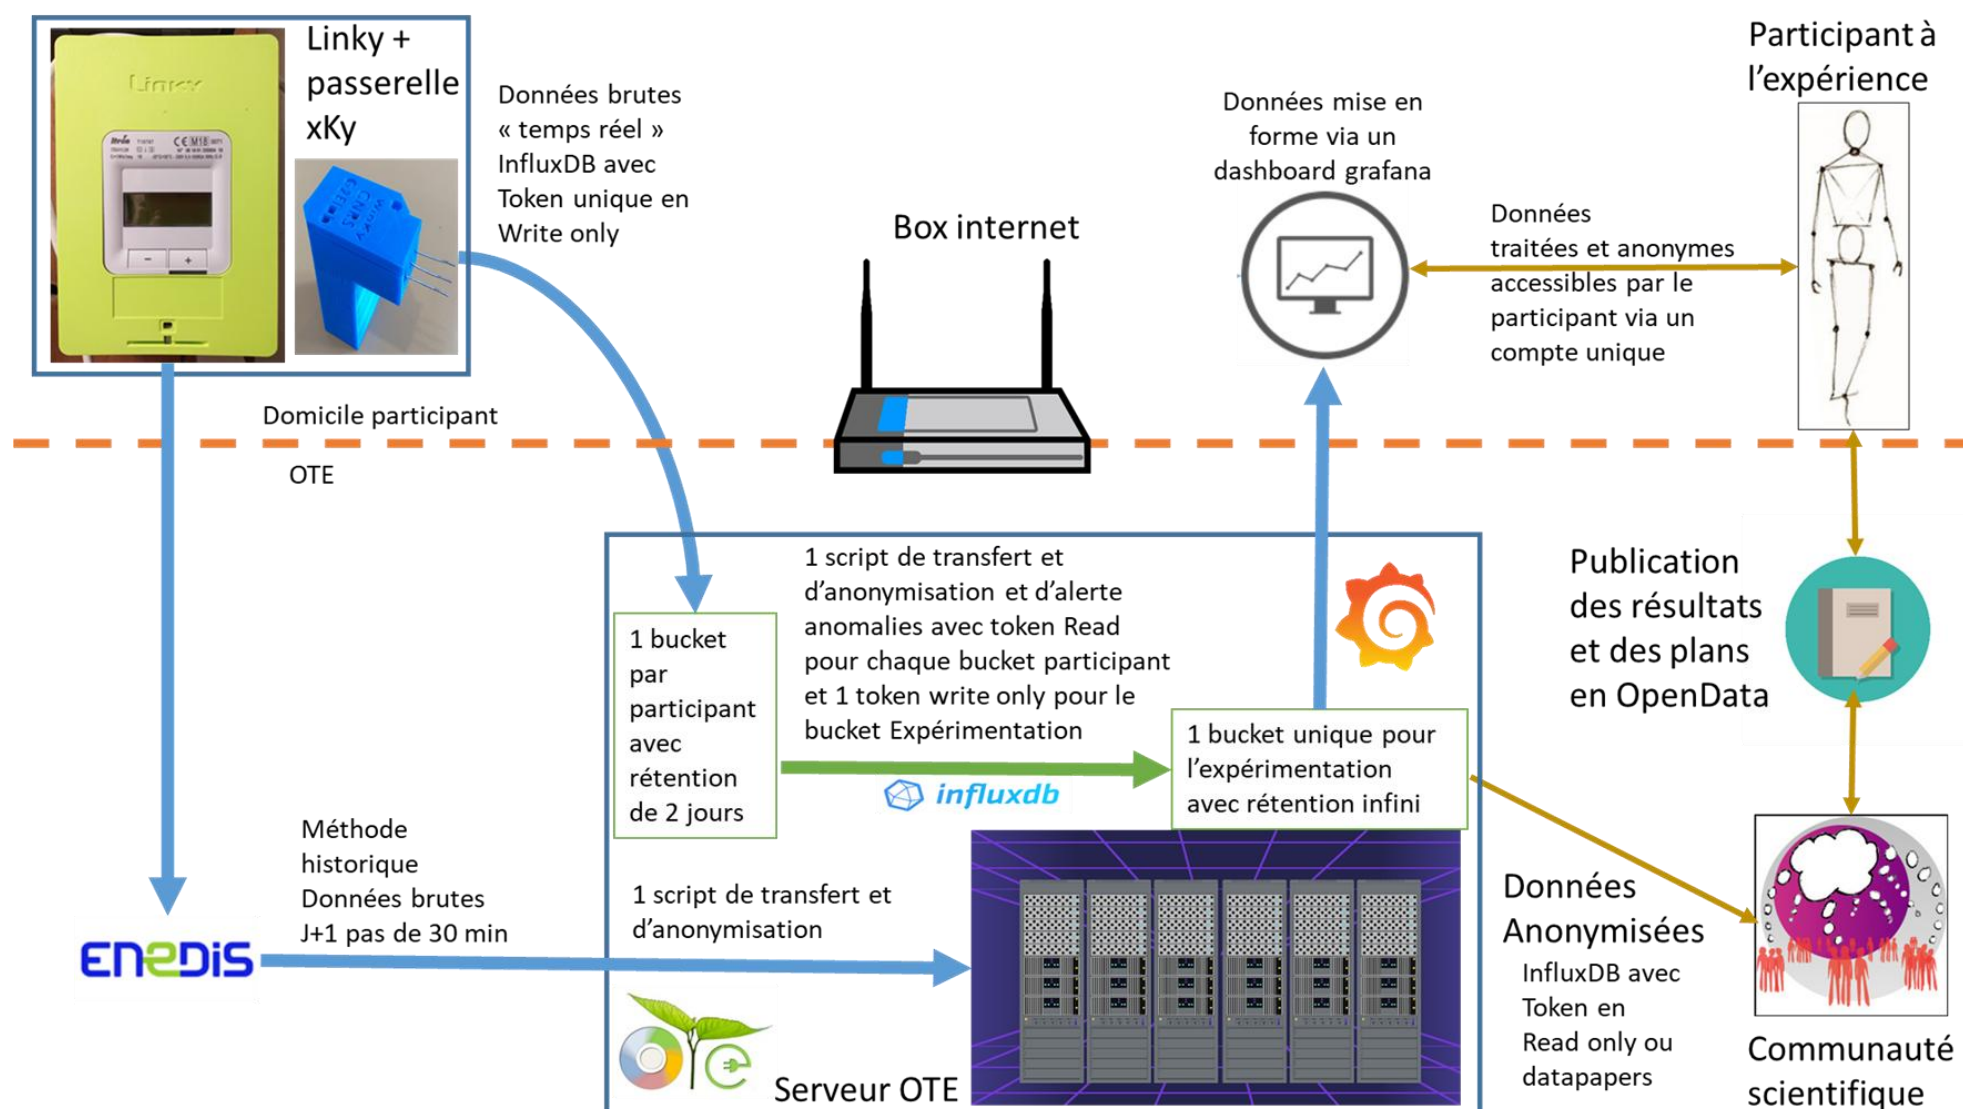 Linky +
passerelle
xKy
Linky
Données brutes
« temps réel »
InfluxDB avec
Token unique en
Write only
Box internet
Données mise en
forme via un
dashboard grafana
Participant à
l’expérience
Données
traitées et anonymes
accessibles par le
participant via un
compte unique
Domicile participant
OTE
1 bucket
par
participant
avec
rétention
de 2 jours
1 script de transfert et
d’anonymisation et d’alerte
anomalies avec token Read
pour chaque bucket participant
et 1 token write only pour le
bucket Expérimentation
influxdb
1 bucket unique pour
l’expérimentation
avec rétention infini
Publication
des résultats
et des plans
en OpenData
Méthode
historique
Données brutes
J+1 pas de 30 min
1 script de transfert et
d’anonymisation
Données
Anonymisées
InfluxDB avec
Token en
Read only ou
datapapers
Serveur OTE
Communauté
scientifique